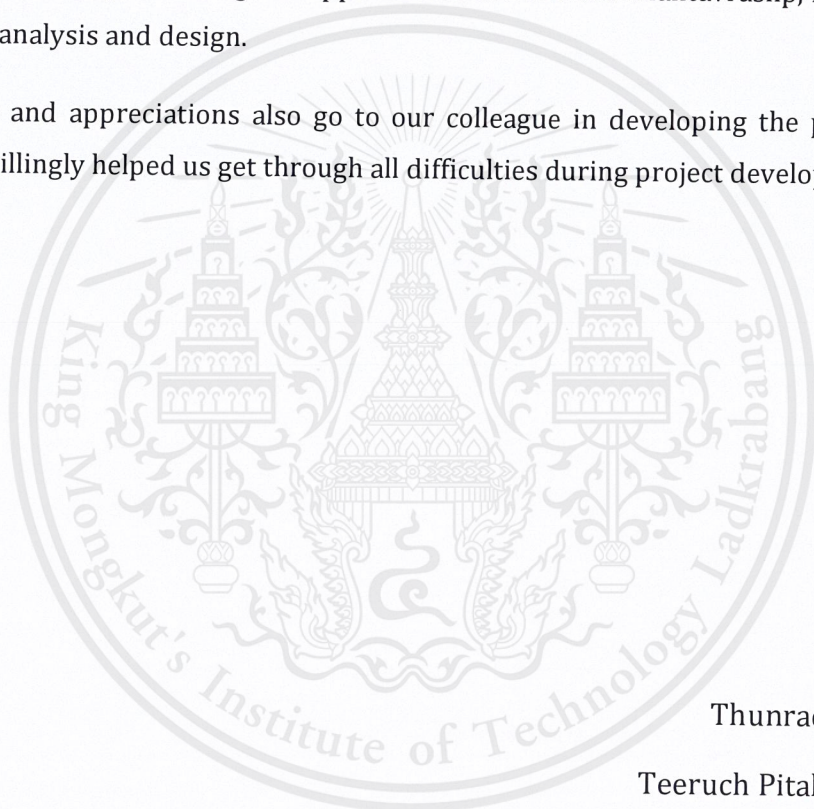 analysis and design.
and appreciations also go to our colleague in developing the
illingly helped us get through all difficulties during project develo
King Mongkut's Institute of Technology Ladkrabang
Thunra
Teeruch Pita